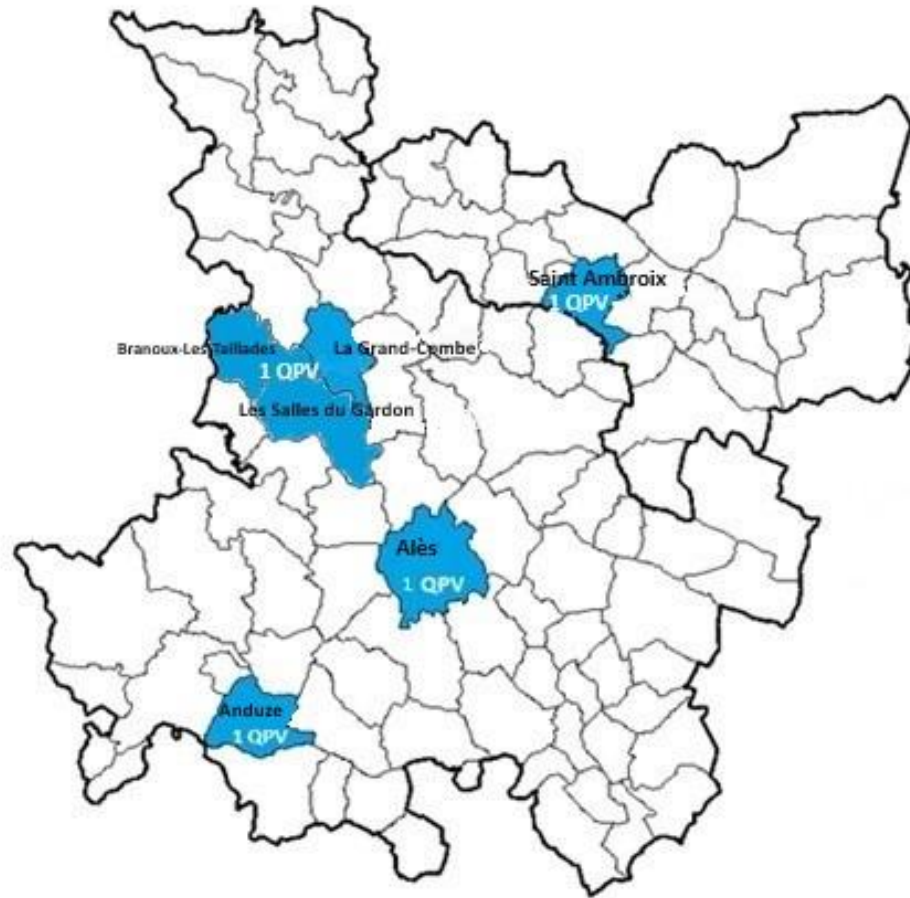 Saint Ambroix
1 QPV
Branoux-Les Taillades
La Grand-Combe
1 QPV
Les Salles du Gardon
Alès
1 QPV
Anduze
1 QPV